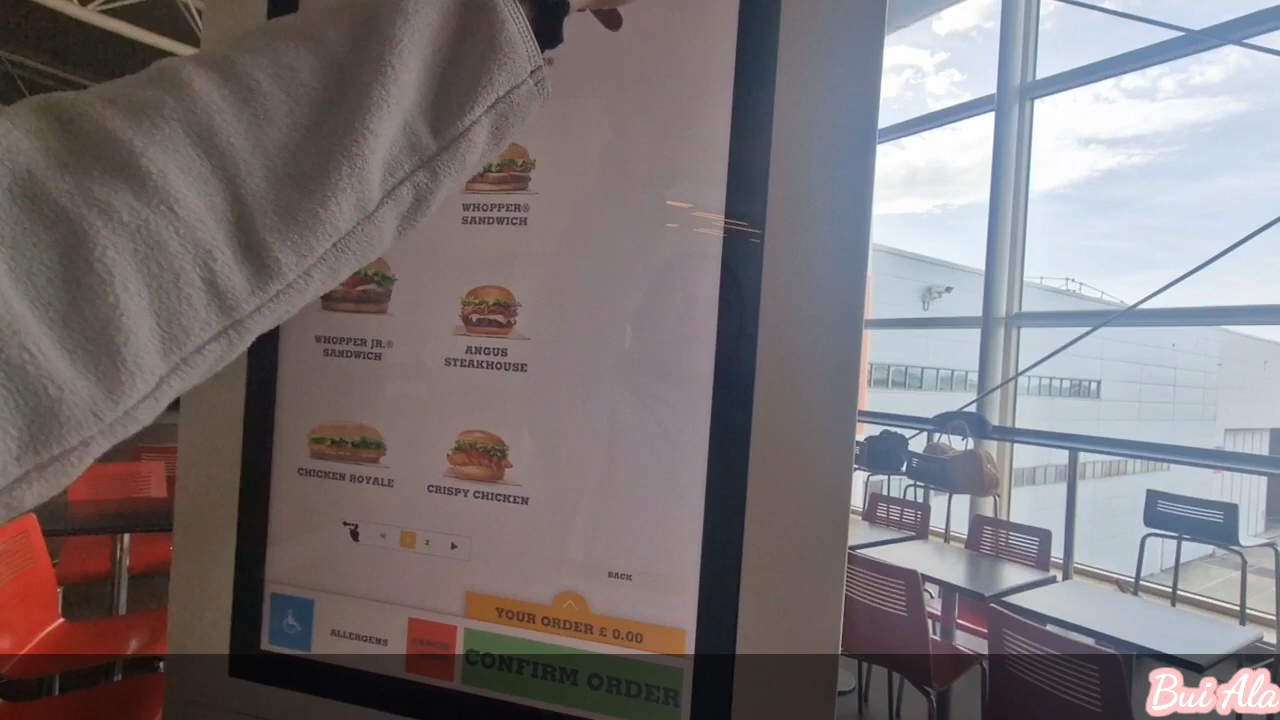 WHOPPER®
SANDWICH
WHOPPER JR.®
SANDWICH
ANGUS
STEAKHOUSE
CHICKEN ROYALE
CRISPY CHICKEN
1 2
BACK
YOUR ORDER £ 0.00
ALLERGENS
CONFIRM ORDER
Bui Ala